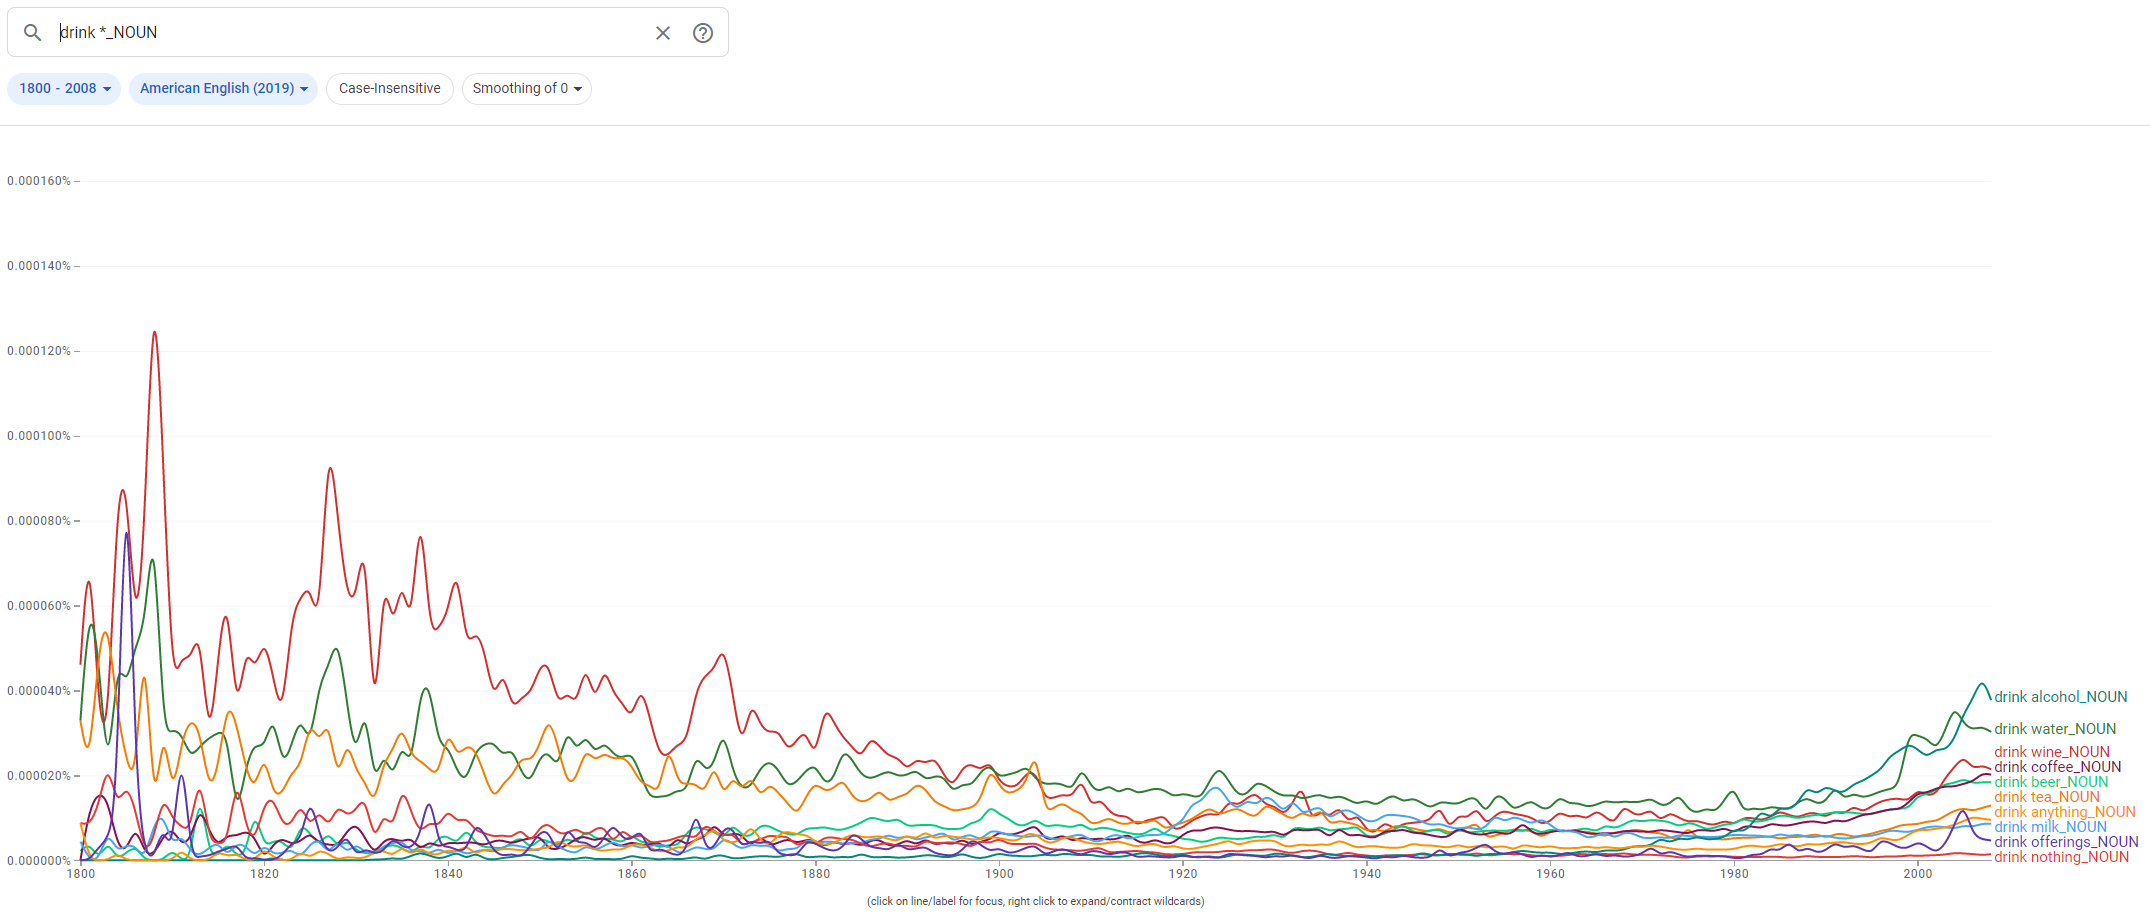 drink *_NOUN
1800 - 2008
American English (2019)
Case-Insensitive
Smoothing of 0
0.000160%
0.000140%
0.000120%
0.000100%
0.000080%
0.000060%
0.000040%
0.000020%
0.000000%
1800 1820 1840 1860 1880 1900 1920 1940 1960 1980 2000
drink alcohol_NOUN
drink water_NOUN
drink wine_NOUN
drink coffee_NOUN
drink beer_NOUN
drink tea_NOUN
drink anything_NOUN
drink milk_NOUN
drink offerings_NOUN
drink nothing_NOUN
(click on line/label for focus, right click to expand/contract wildcards)